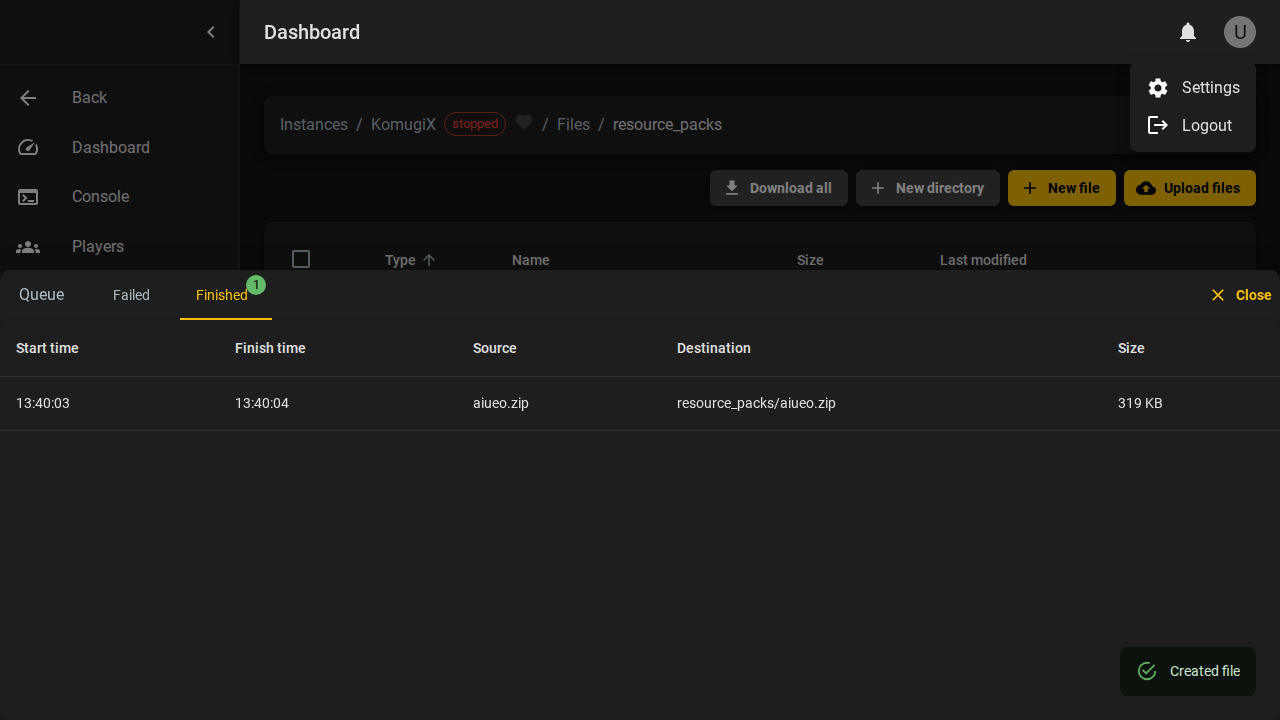 Dashboard
U
Settings
Logout
Back
Dashboard
Console
Players
Instances / KomugiX stopped / Files / resource_packs
Download all
New directory
New file
Upload files
Type Name Size Last modified
Queue Failed Finished 1 Close
Start time Finish time Source Destination Size
13:40:03 13:40:04 aiueo.zip resource_packs/aiueo.zip 319 KB
Created file